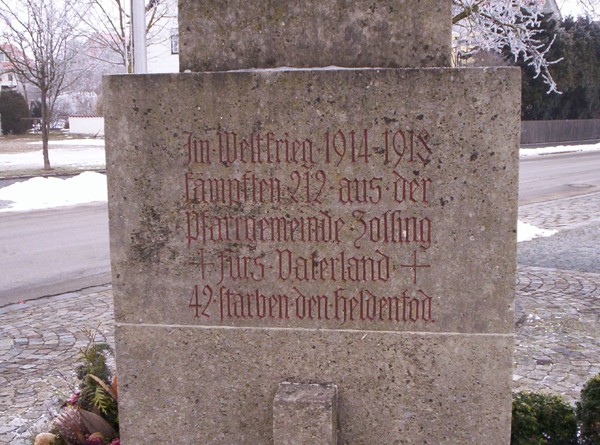 Im Weltkrieg 1914-1918
kämpften 212 aus der
Pfarrgemeinde Zolling
+ fürs Vaterland +
42 starben den Heldentod.